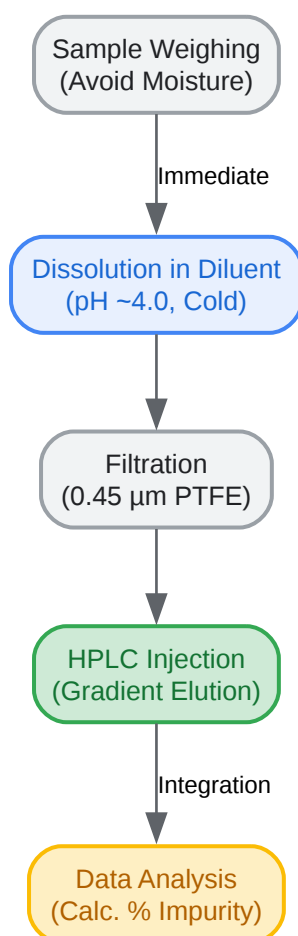 Sample Weighing
(Avoid Moisture)
Immediate
Dissolution in Diluent
(pH ~4.0, Cold)
Filtration
(0.45 µm PTFE)
HPLC Injection
(Gradient Elution)
Integration
Data Analysis
(Calc. % Impurity)